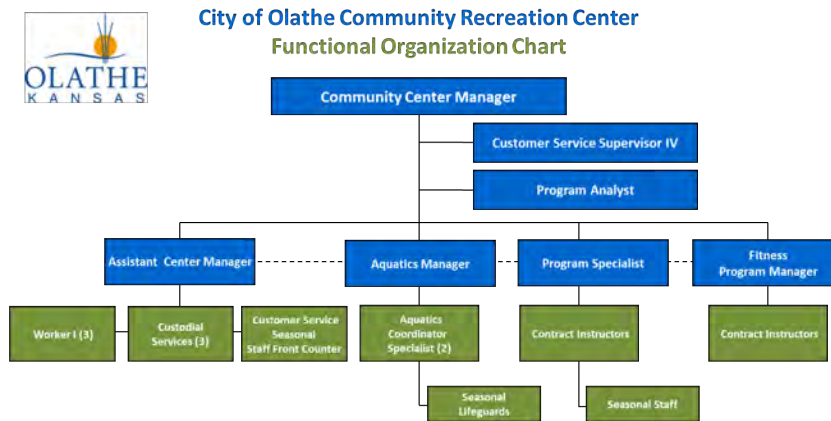 City of Olathe Community Recreation Center
Functional Organization Chart
OLATHE
KANSAS
Community Center Manager
Customer Service Supervisor IV
Program Analyst
Assistant Center Manager
Aquatics Manager
Program Specialist
Fitness
Program Manager
Worker I (3)
Custodial
Services (3)
Customer Service
Seasonal
Staff Front Counter
Aquatics
Coordinator
Specialist (2)
Contract Instructors
Contract Instructors
Seasonal
Lifeguards
Seasonal Staff